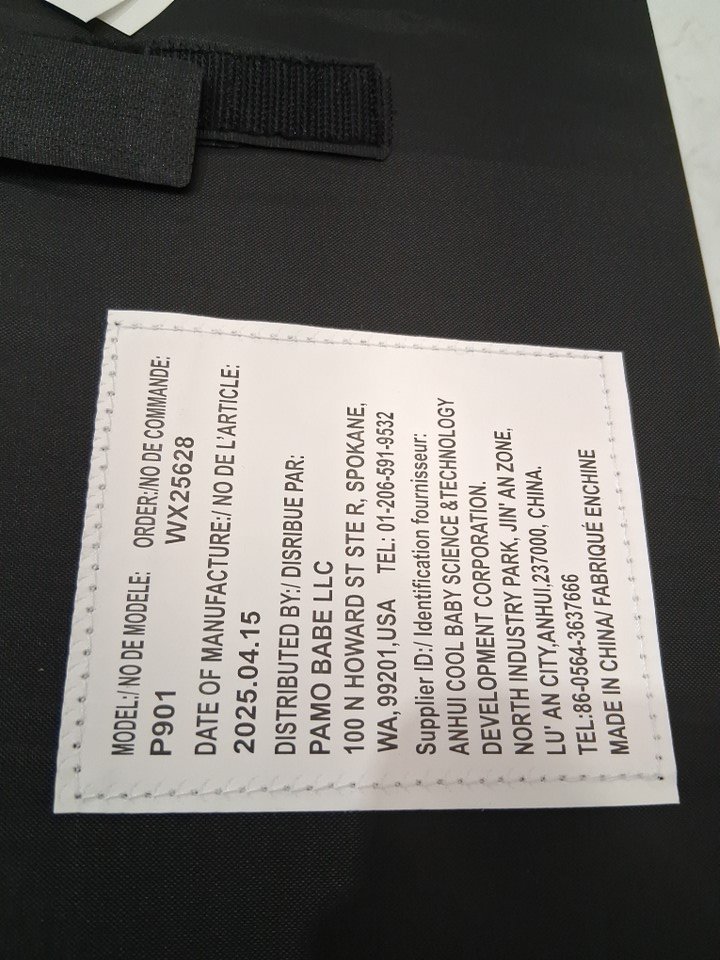 MODEL:/ NO DE MODELE: ORDER:/NO DE COMMANDE:
P901 WX25628
DATE OF MANUFACTURE:/ NO DE L'ARTICLE:
2025.04.15
DISTRIBUTED BY:/ DISRIBUE PAR:
PAMO BABE LLC
100 N HOWARD ST STE R, SPOKANE,
WA, 99201,USA TEL: 01-206-591-9532
Supplier ID:/ Identification fournisseur:
ANHUI COOL BABY SCIENCE &TECHNOLOGY
DEVELOPMENT CORPORATION.
NORTH INDUSTRY PARK, JIN' AN ZONE,
LU' AN CITY,ANHUI,237000, CHINA.
TEL:86-0564-3637666
MADE IN CHINA/ FABRIQUÉ ENCHINE